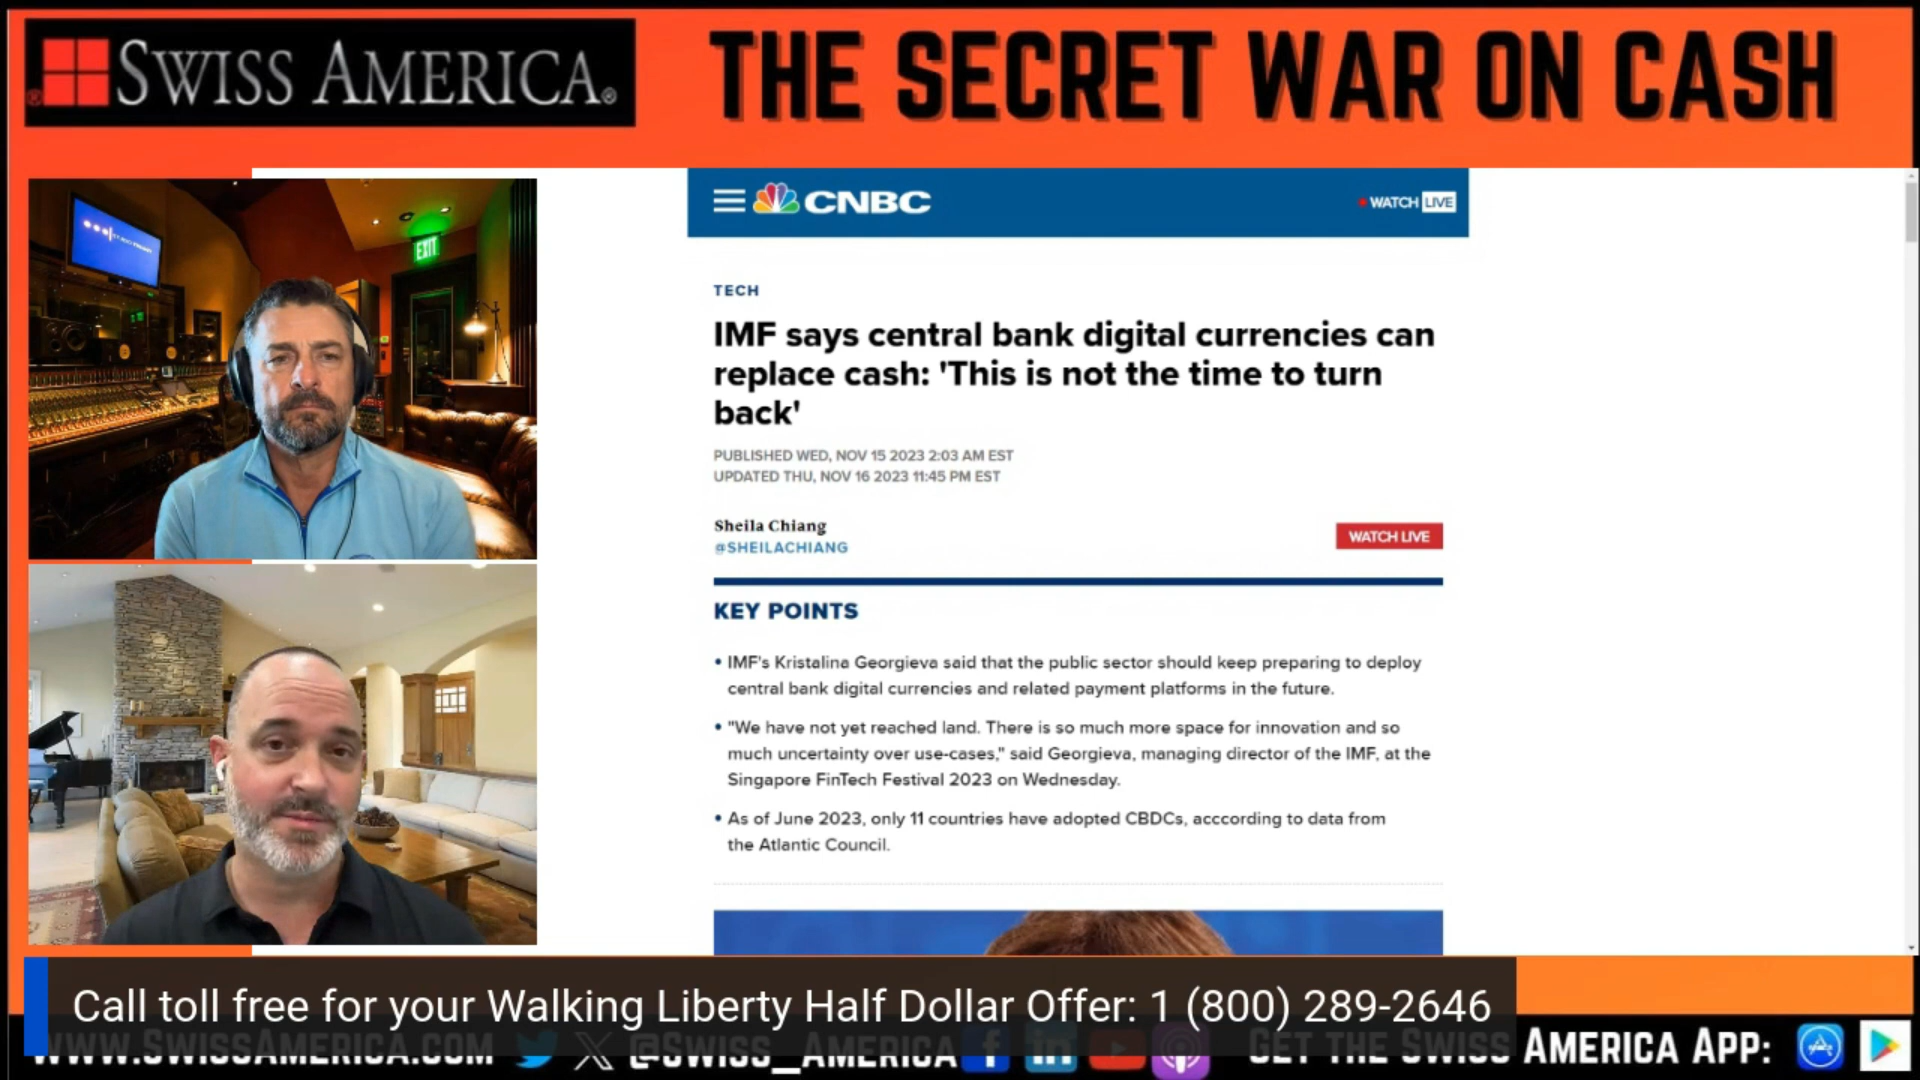 SWISS AMERICA®
THE SECRET WAR ON CASH
EXIT
CNBC
WATCH LIVE
TECH
IMF says central bank digital currencies can
replace cash: 'This is not the time to turn
back'
PUBLISHED WED, NOV 15 2023 2:03 AM EST
UPDATED THU, NOV 16 2023 11:45 PM EST
Sheila Chiang
@SHEILACHIANG
WATCH LIVE
KEY POINTS
• IMF's Kristalina Georgieva said that the public sector should keep preparing to deploy
central bank digital currencies and related payment platforms in the future.
• "We have not yet reached land. There is so much more space for innovation and so
much uncertainty over use-cases," said Georgieva, managing director of the IMF, at the
Singapore FinTech Festival 2023 on Wednesday.
• As of June 2023, only 11 countries have adopted CBDCs, acccording to data from
the Atlantic Council.
Call toll free for your Walking Liberty Half Dollar Offer: 1 (800) 289-2646
WWW.SWISSAMERICA.COM @SWISS_AMERICA GET THE SWISS AMERICA APP: